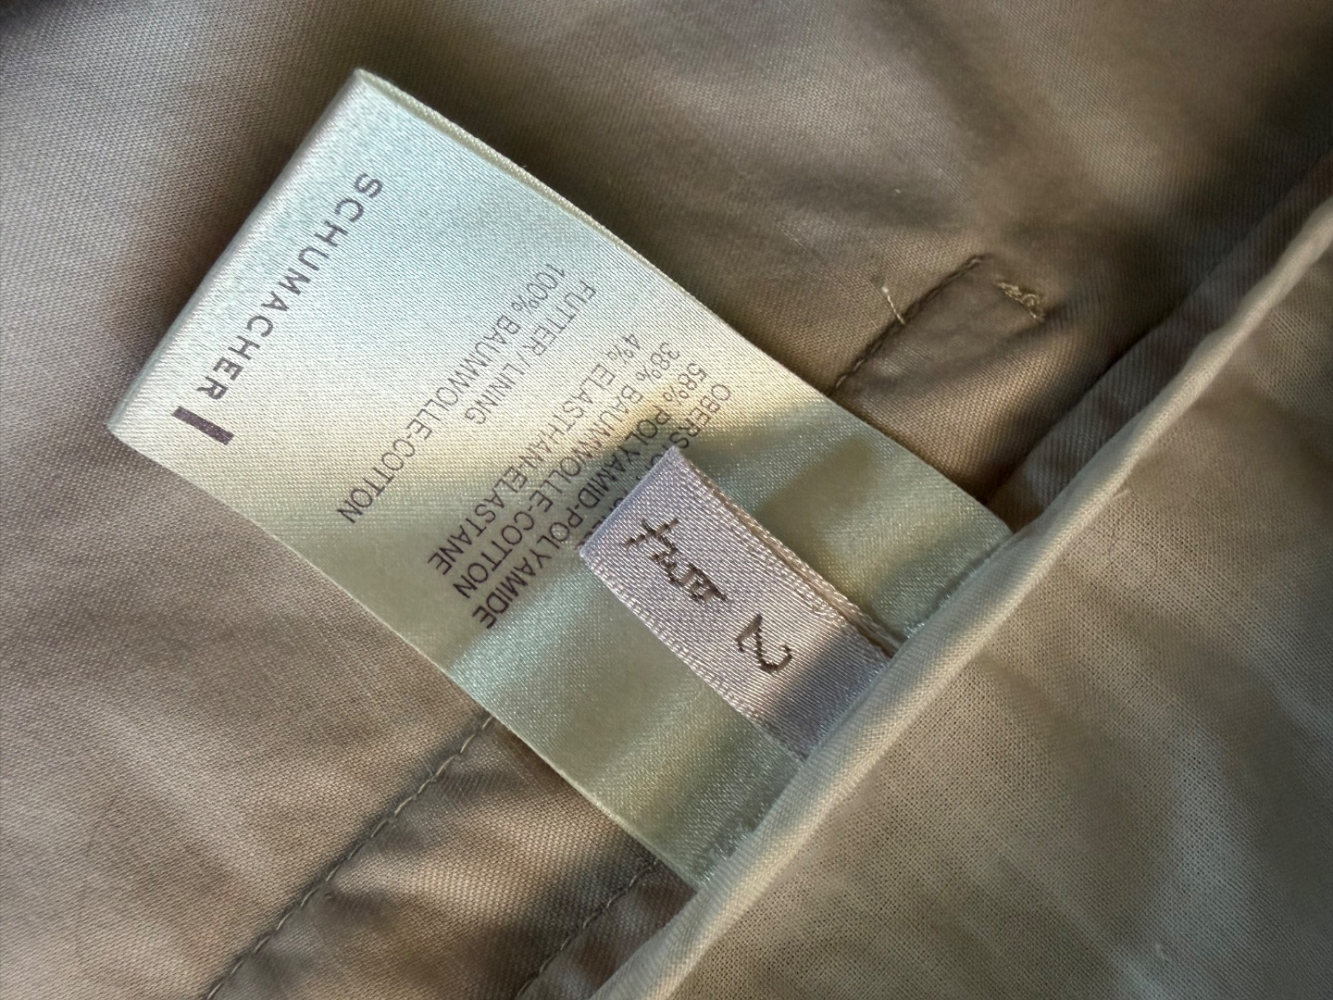 SCHUMACHER
FUTTER / LINING
100% BAUMWOLLE-COTTON
58% POLYAMID-POLYAMIDE
38% BAUMWOLLE-COTTON
4% ELASTHAN-ELASTANE
2